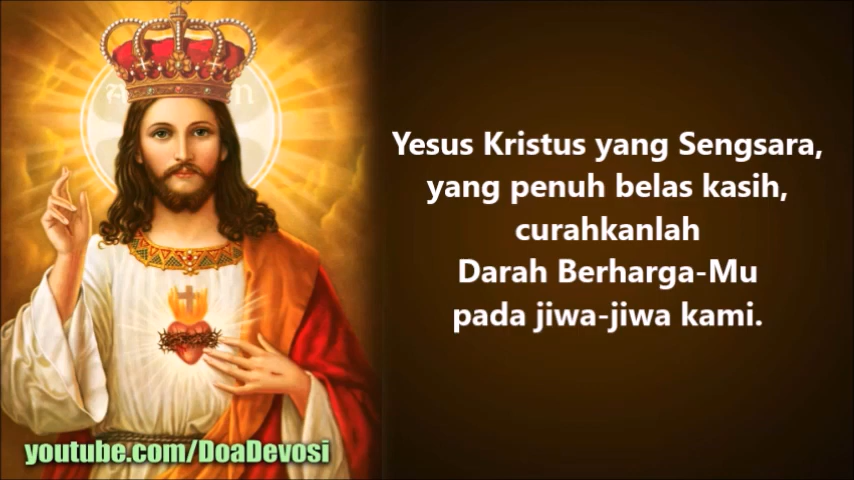 Yesus Kristus yang Sengsara,
yang penuh belas kasih,
curahkanlah
Darah Berharga-Mu
pada jiwa-jiwa kami.
youtube.com/DoaDevosi